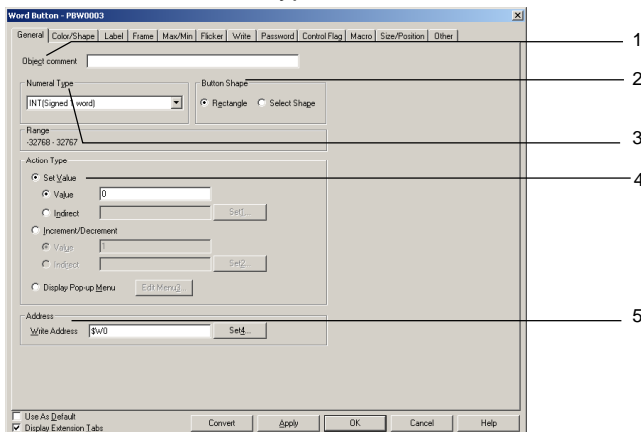 Word Button - PBW0003
General Color/Shape Label Frame Max/Min Flicker Write Password Control Flag Macro Size/Position Other
1
Object comment
2
Numeral Type Button Shape
INT(Signed 1 word) Rectangle Select Shape
3
Range
-32768 - 32767
Action Type
Set Value
4
Value 0
Indirect Set1...
Increment/Decrement
Value 1
Indirect Set2...
Display Pop-up Menu Edit Menu3...
Address
5
Write Address $W0 Set4...
Use As Default
Display Extension Tabs
Convert Apply OK Cancel Help